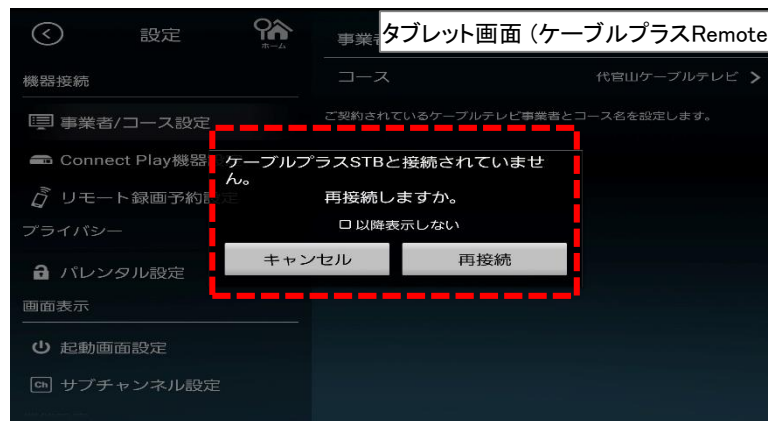 設定
ホーム
事業者
タブレット画面 (ケーブルプラスRemote
機器接続
コース
代官山ケーブルテレビ
事業者/コース設定
ご契約されているケーブルテレビ事業者とコース名を設定します。
Connect Play機器
リモート録画予約設定
プライバシー
パレンタル設定
画面表示
起動画面設定
Ch サブチャンネル設定
ケーブルプラスSTBと接続されていませ
ん。
再接続しますか。
以降表示しない
キャンセル
再接続